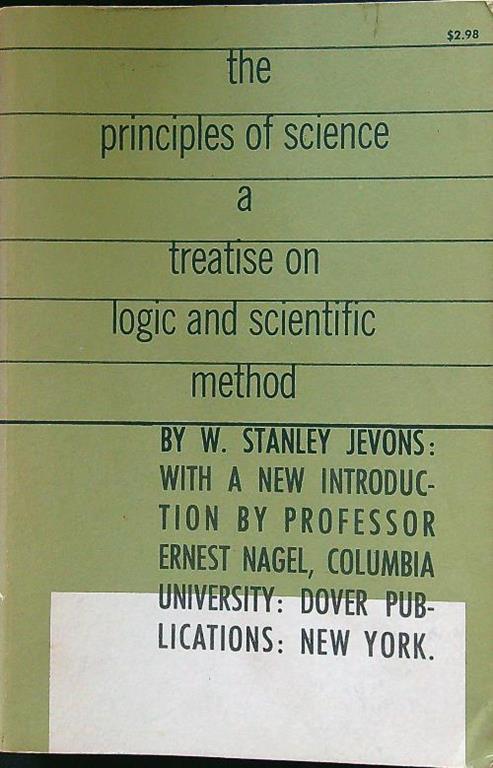 $2.98
the
principles of science
a
treatise on
logic and scientific
method
BY W. STANLEY JEVONS:
WITH A NEW INTRODUC-
TION BY PROFESSOR
ERNEST NAGEL, COLUMBIA
UNIVERSITY: DOVER PUB-
LICATIONS: NEW YORK.